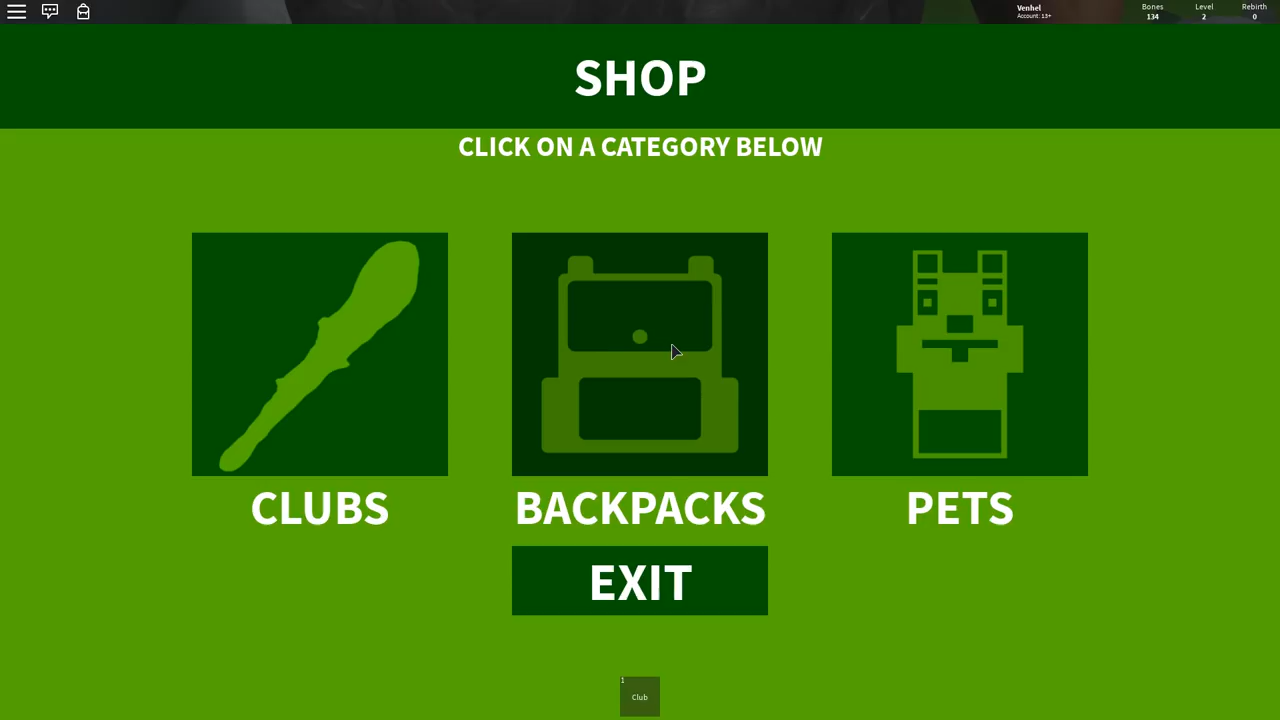 Venhel
Account: 13+
Bones
134
Level
2
Rebirth
0
SHOP
CLICK ON A CATEGORY BELOW
CLUBS
BACKPACKS
PETS
EXIT
1
Club